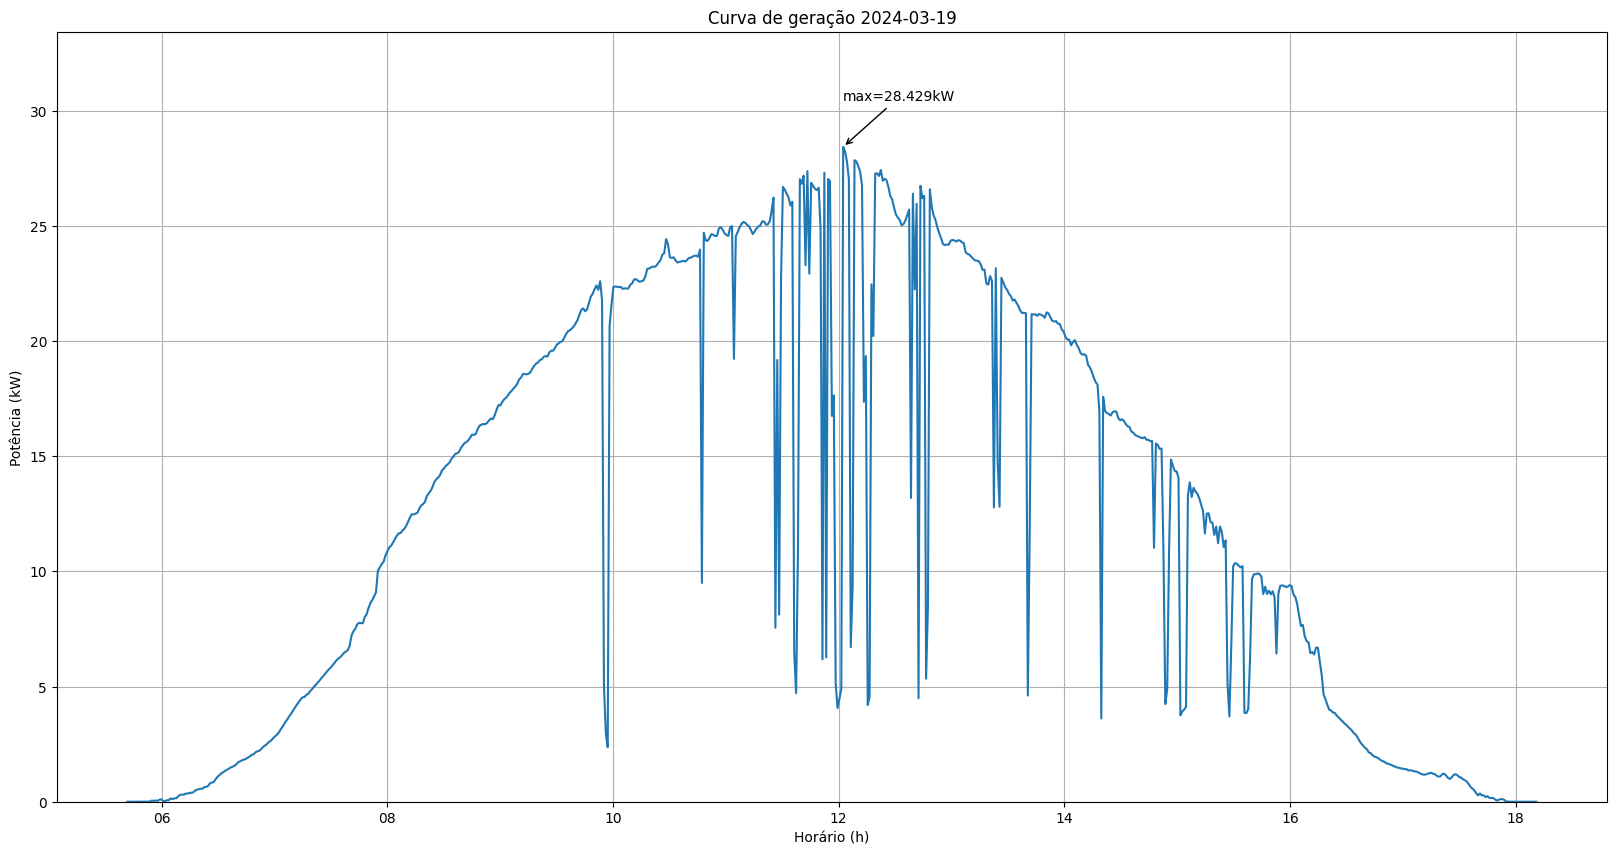 Curva de geração 2024-03-19
max=28.429kW
Potência (kW)
30
25
20
15
10
5
0
06 08 10 12 14 16 18
Horário (h)